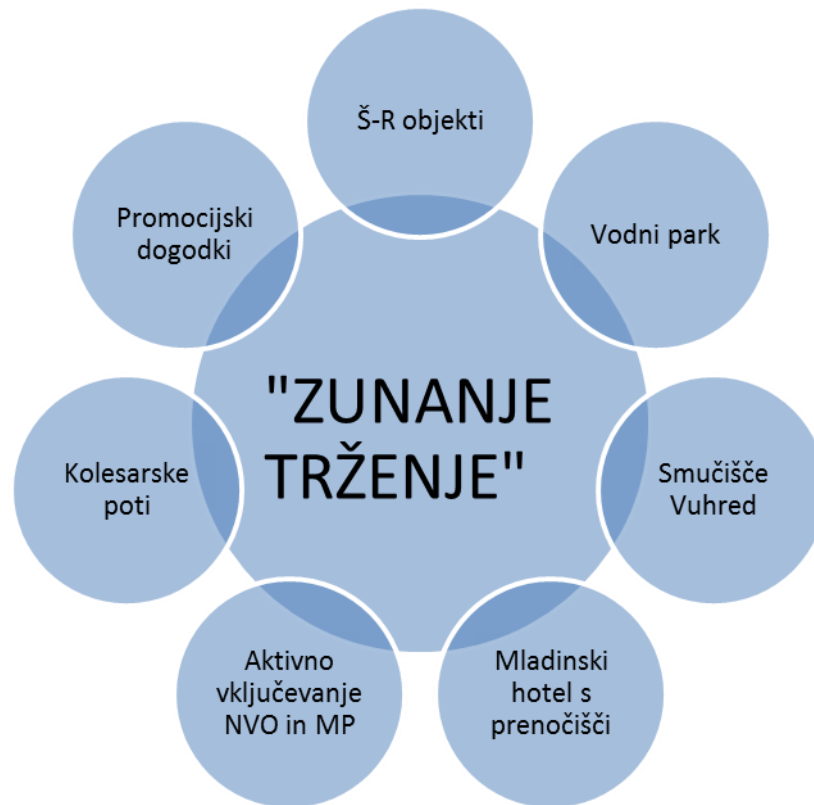 Š-R objekti
Vodni park
Smučišče
Vuhred
Mladinski
hotel s
prenočišči
Aktivno
vključevanje
NVO in MP
Kolesarske
poti
Promocijski
dogodki
"ZUNANJE
TRŽENJE"